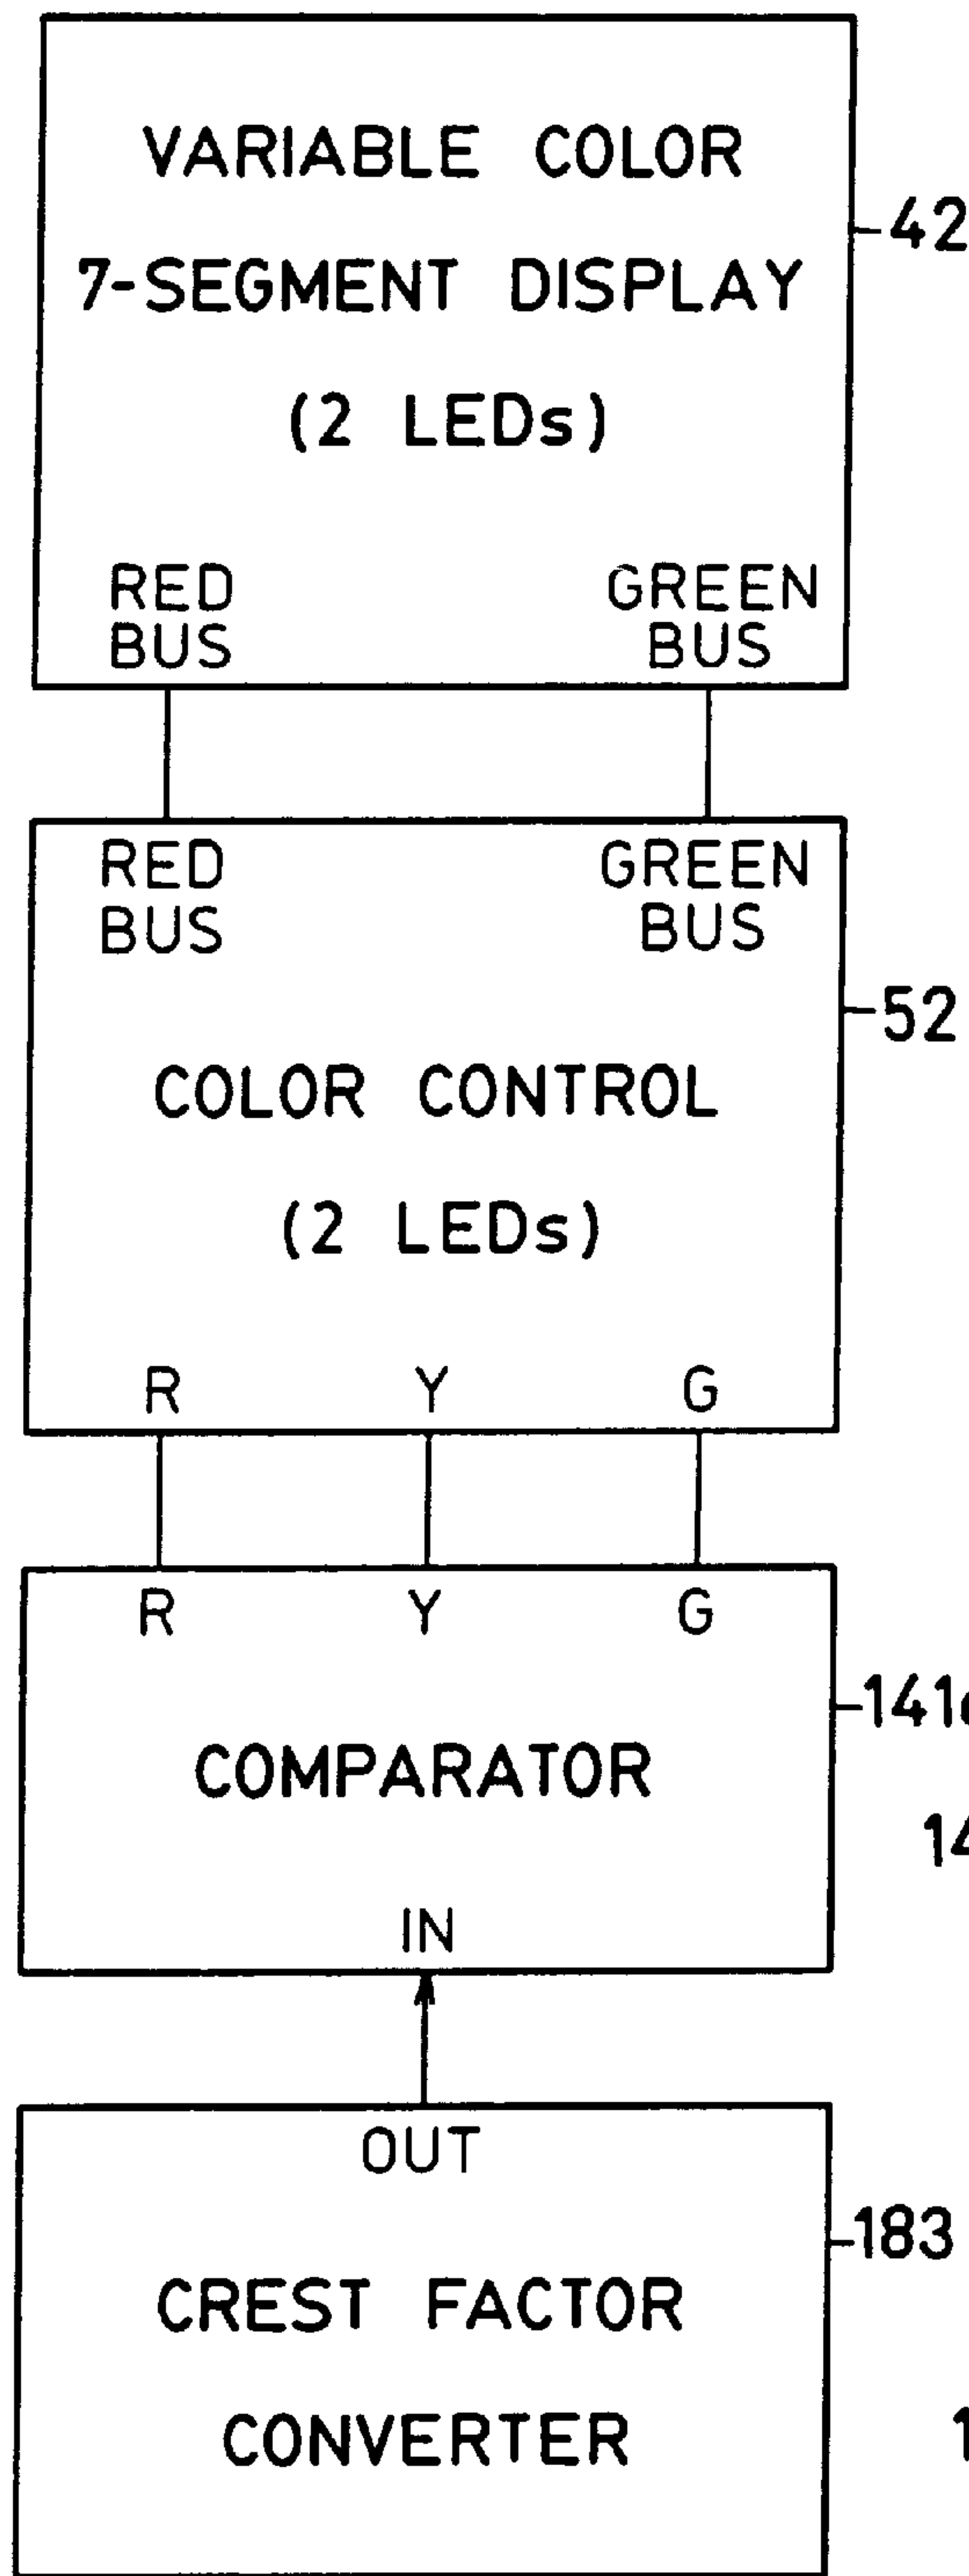 VARIABLE COLOR
7-SEGMENT DISPLAY
(2 LEDs)
RED BUS
GREEN BUS
42
RED BUS
GREEN BUS
52
COLOR CONTROL
(2 LEDs)
R Y G
R Y G
COMPARATOR
IN
OUT
183
CREST FACTOR
CONVERTER